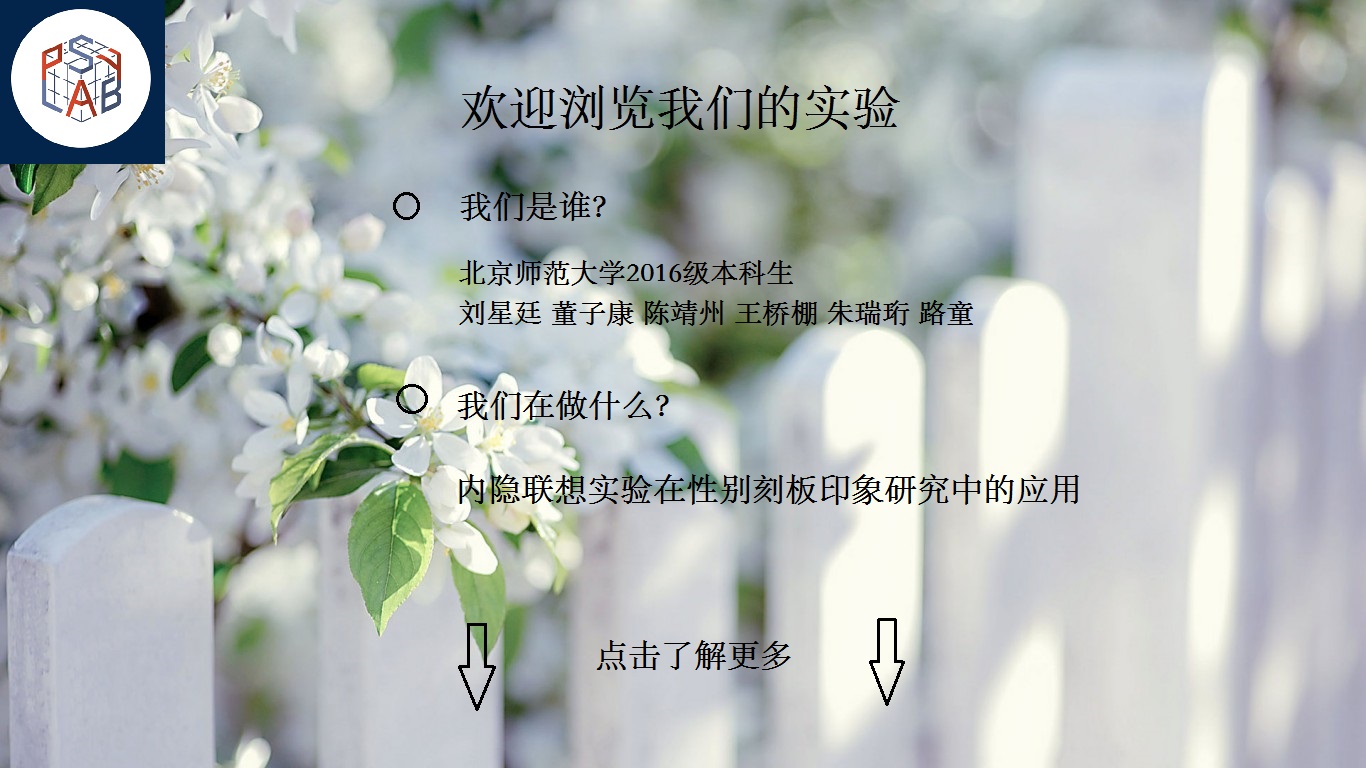 PSY
LAB
欢迎浏览我们的实验
我们是谁?
北京师范大学2016级本科生
刘星廷 董子康 陈靖州 王桥棚 朱瑞珩 路童
我们在做什么?
内隐联想实验在性别刻板印象研究中的应用
点击了解更多